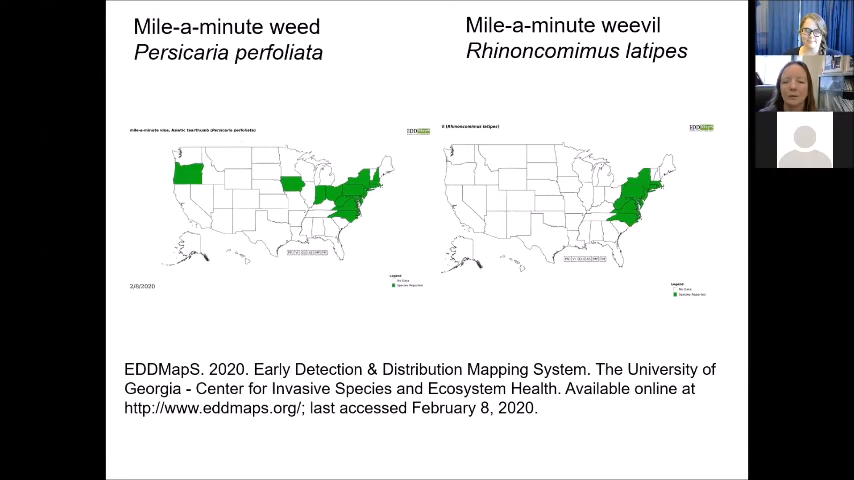 Mile-a-minute weed
Persicaria perfoliata
Mile-a-minute weevil
Rhinoncomimus latipes
mile-a-minute vine, Asiatic tearthumb (Persicaria perfoliata)
EDDMapS
(Rhinoncomimus latipes)
EDDMapS
Legend
No Data
Species Reported
Legend
No Data
Species Reported
2/8/2020
EDDMapS. 2020. Early Detection & Distribution Mapping System. The University of
Georgia - Center for Invasive Species and Ecosystem Health. Available online at
http://www.eddmaps.org/; last accessed February 8, 2020.